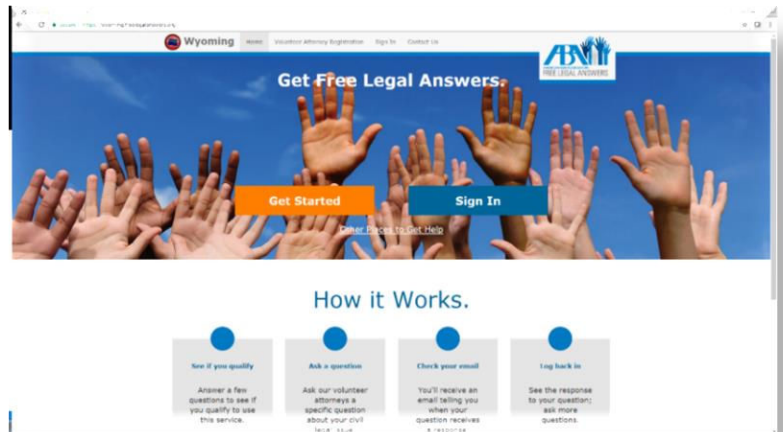 Wyoming Home Volunteer Attorney Registration Sign In Contact Us
ABA
FREE LEGAL ANSWERS
Get Free Legal Answers.
Get Started Sign In
Other Places to Get Help
How it Works.
See if you qualify Ask a question Check your email Log back in
Answer a few
questions to see if
you qualify to use
this service.
Ask our volunteer
attorneys a
specific question
about your civil
legal issue
You'll receive an
email telling you
when your
question receives
a response
See the response
to your question;
ask more
questions.